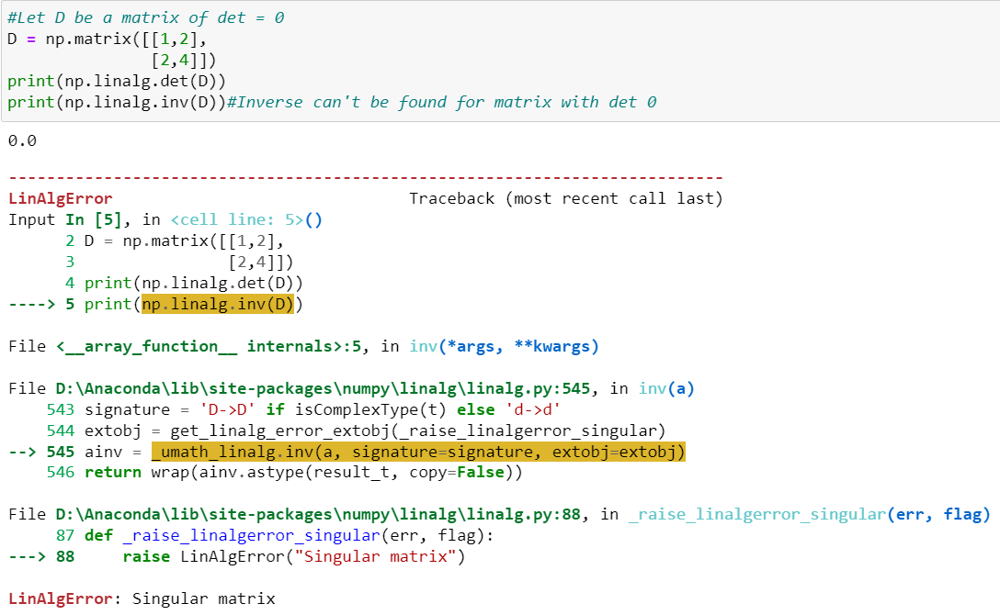 #Let D be a matrix of det = 0
D = np.matrix([[1,2],
               [2,4]])
print(np.linalg.det(D))
print(np.linalg.inv(D))#Inverse can't be found for matrix with det 0
0.0
---------------------------------------------------------------------------
LinAlgError                               Traceback (most recent call last)
Input In [5], in <cell line: 5>()
      2 D = np.matrix([[1,2],
      3                [2,4]])
      4 print(np.linalg.det(D))
----> 5 print(np.linalg.inv(D))
File <__array_function__ internals>:5, in inv(*args, **kwargs)
File D:\Anaconda\lib\site-packages\numpy\linalg\linalg.py:545, in inv(a)
    543 signature = 'D->D' if isComplexType(t) else 'd->d'
    544 extobj = get_linalg_error_extobj(_raise_linalgerror_singular)
--> 545 ainv = _umath_linalg.inv(a, signature=signature, extobj=extobj)
    546 return wrap(ainv.astype(result_t, copy=False))
File D:\Anaconda\lib\site-packages\numpy\linalg\linalg.py:88, in _raise_linalgerror_singular(err, flag)
     87 def _raise_linalgerror_singular(err, flag):
---> 88     raise LinAlgError("Singular matrix")
LinAlgError: Singular matrix